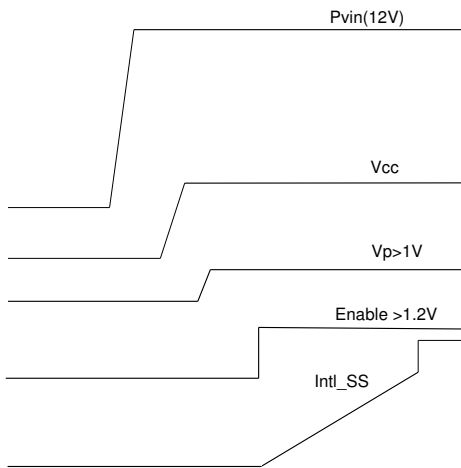 Pvin(12V)
Vcc
Vp>1V
Enable >1.2V
Intl_SS